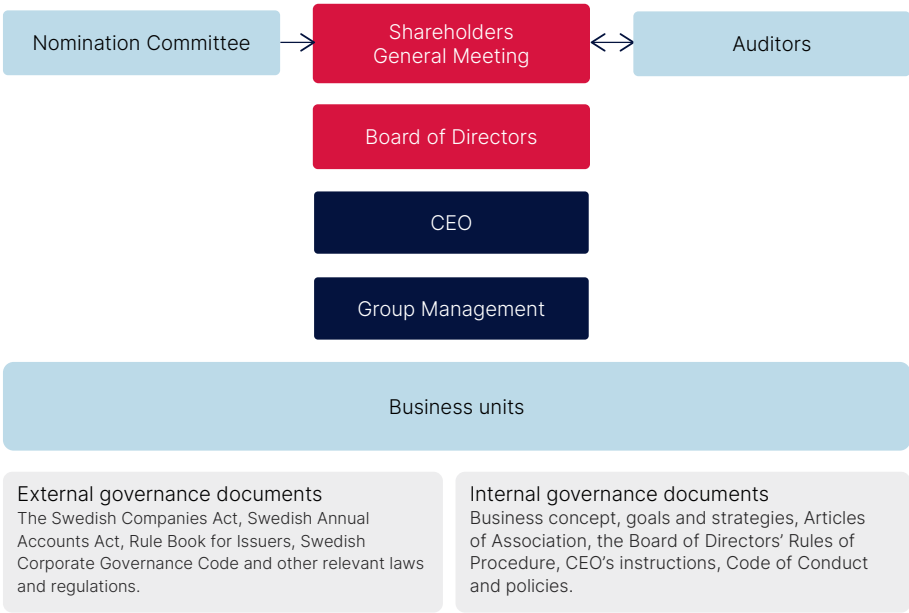 Nomination Committee
Shareholders
General Meeting
Auditors
Board of Directors
CEO
Group Management
Business units
External governance documents
The Swedish Companies Act, Swedish Annual
Accounts Act, Rule Book for Issuers, Swedish
Corporate Governance Code and other relevant laws
and regulations.
Internal governance documents
Business concept, goals and strategies, Articles
of Association, the Board of Directors’ Rules of
Procedure, CEO’s instructions, Code of Conduct
and policies.